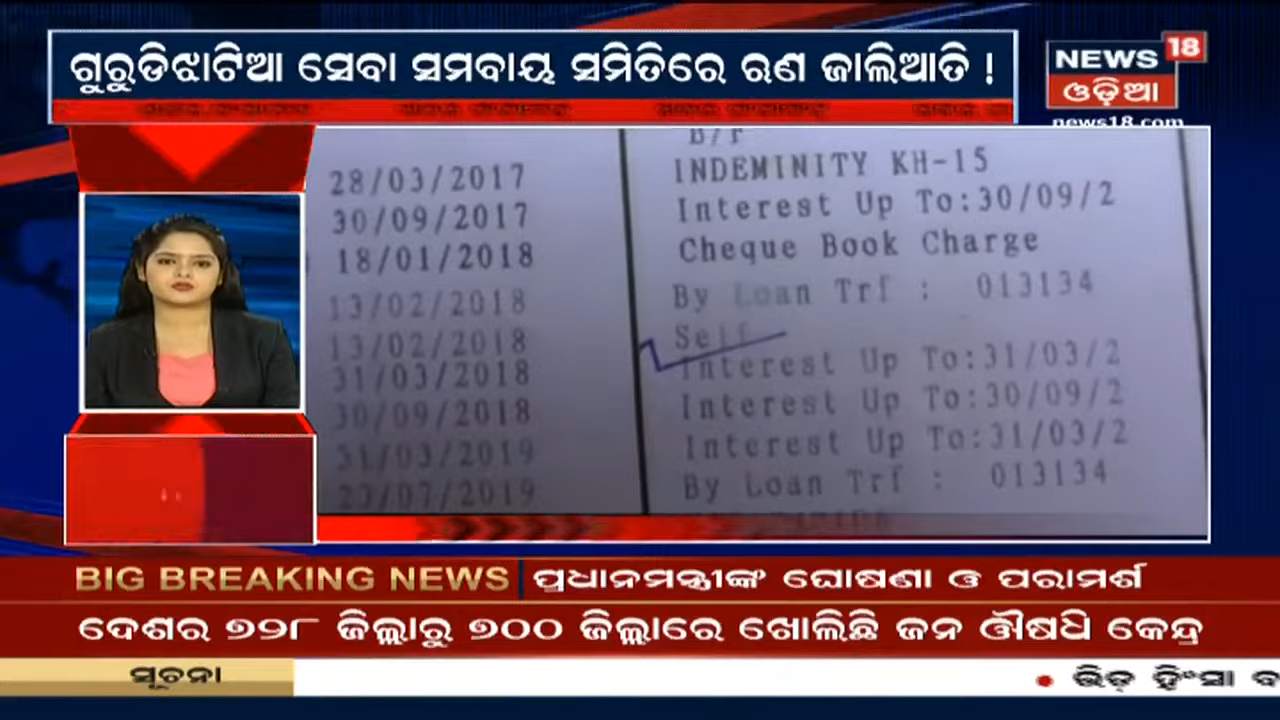 ଗୁରୁଡିଝାଟିଆ ସେବା ସମବାୟ ସମିତିରେ ଋଣ ଜାଲିଆତି !
NEWS 18
ଓଡ଼ିଆ
news18.com
B/F
28/03/2017 INDEMINITY KH-15
30/09/2017 Interest Up To:30/09/2
18/01/2018 Cheque Book Charge
13/02/2018 By Loan Trf : 013134
13/02/2018 Self
31/03/2018 Interest Up To:31/03/2
30/09/2018 Interest Up To:30/09/2
31/03/2019 Interest Up To:31/03/2
23/07/2019 By Loan Trf : 013134
BIG BREAKING NEWS ପ୍ରଧାନମନ୍ତ୍ରୀଙ୍କ ଘୋଷଣା ଓ ପରାମର୍ଶ
ଦେଶର ୭୨୮ ଜିଲ୍ଲାରୁ ୭୦୦ ଜିଲ୍ଲାରେ ଖୋଲିଛି ଜନ ଔଷଧି କେନ୍ଦ୍ର
ସୂଚନା • ଭିଡ଼ ହିଂସା ବ